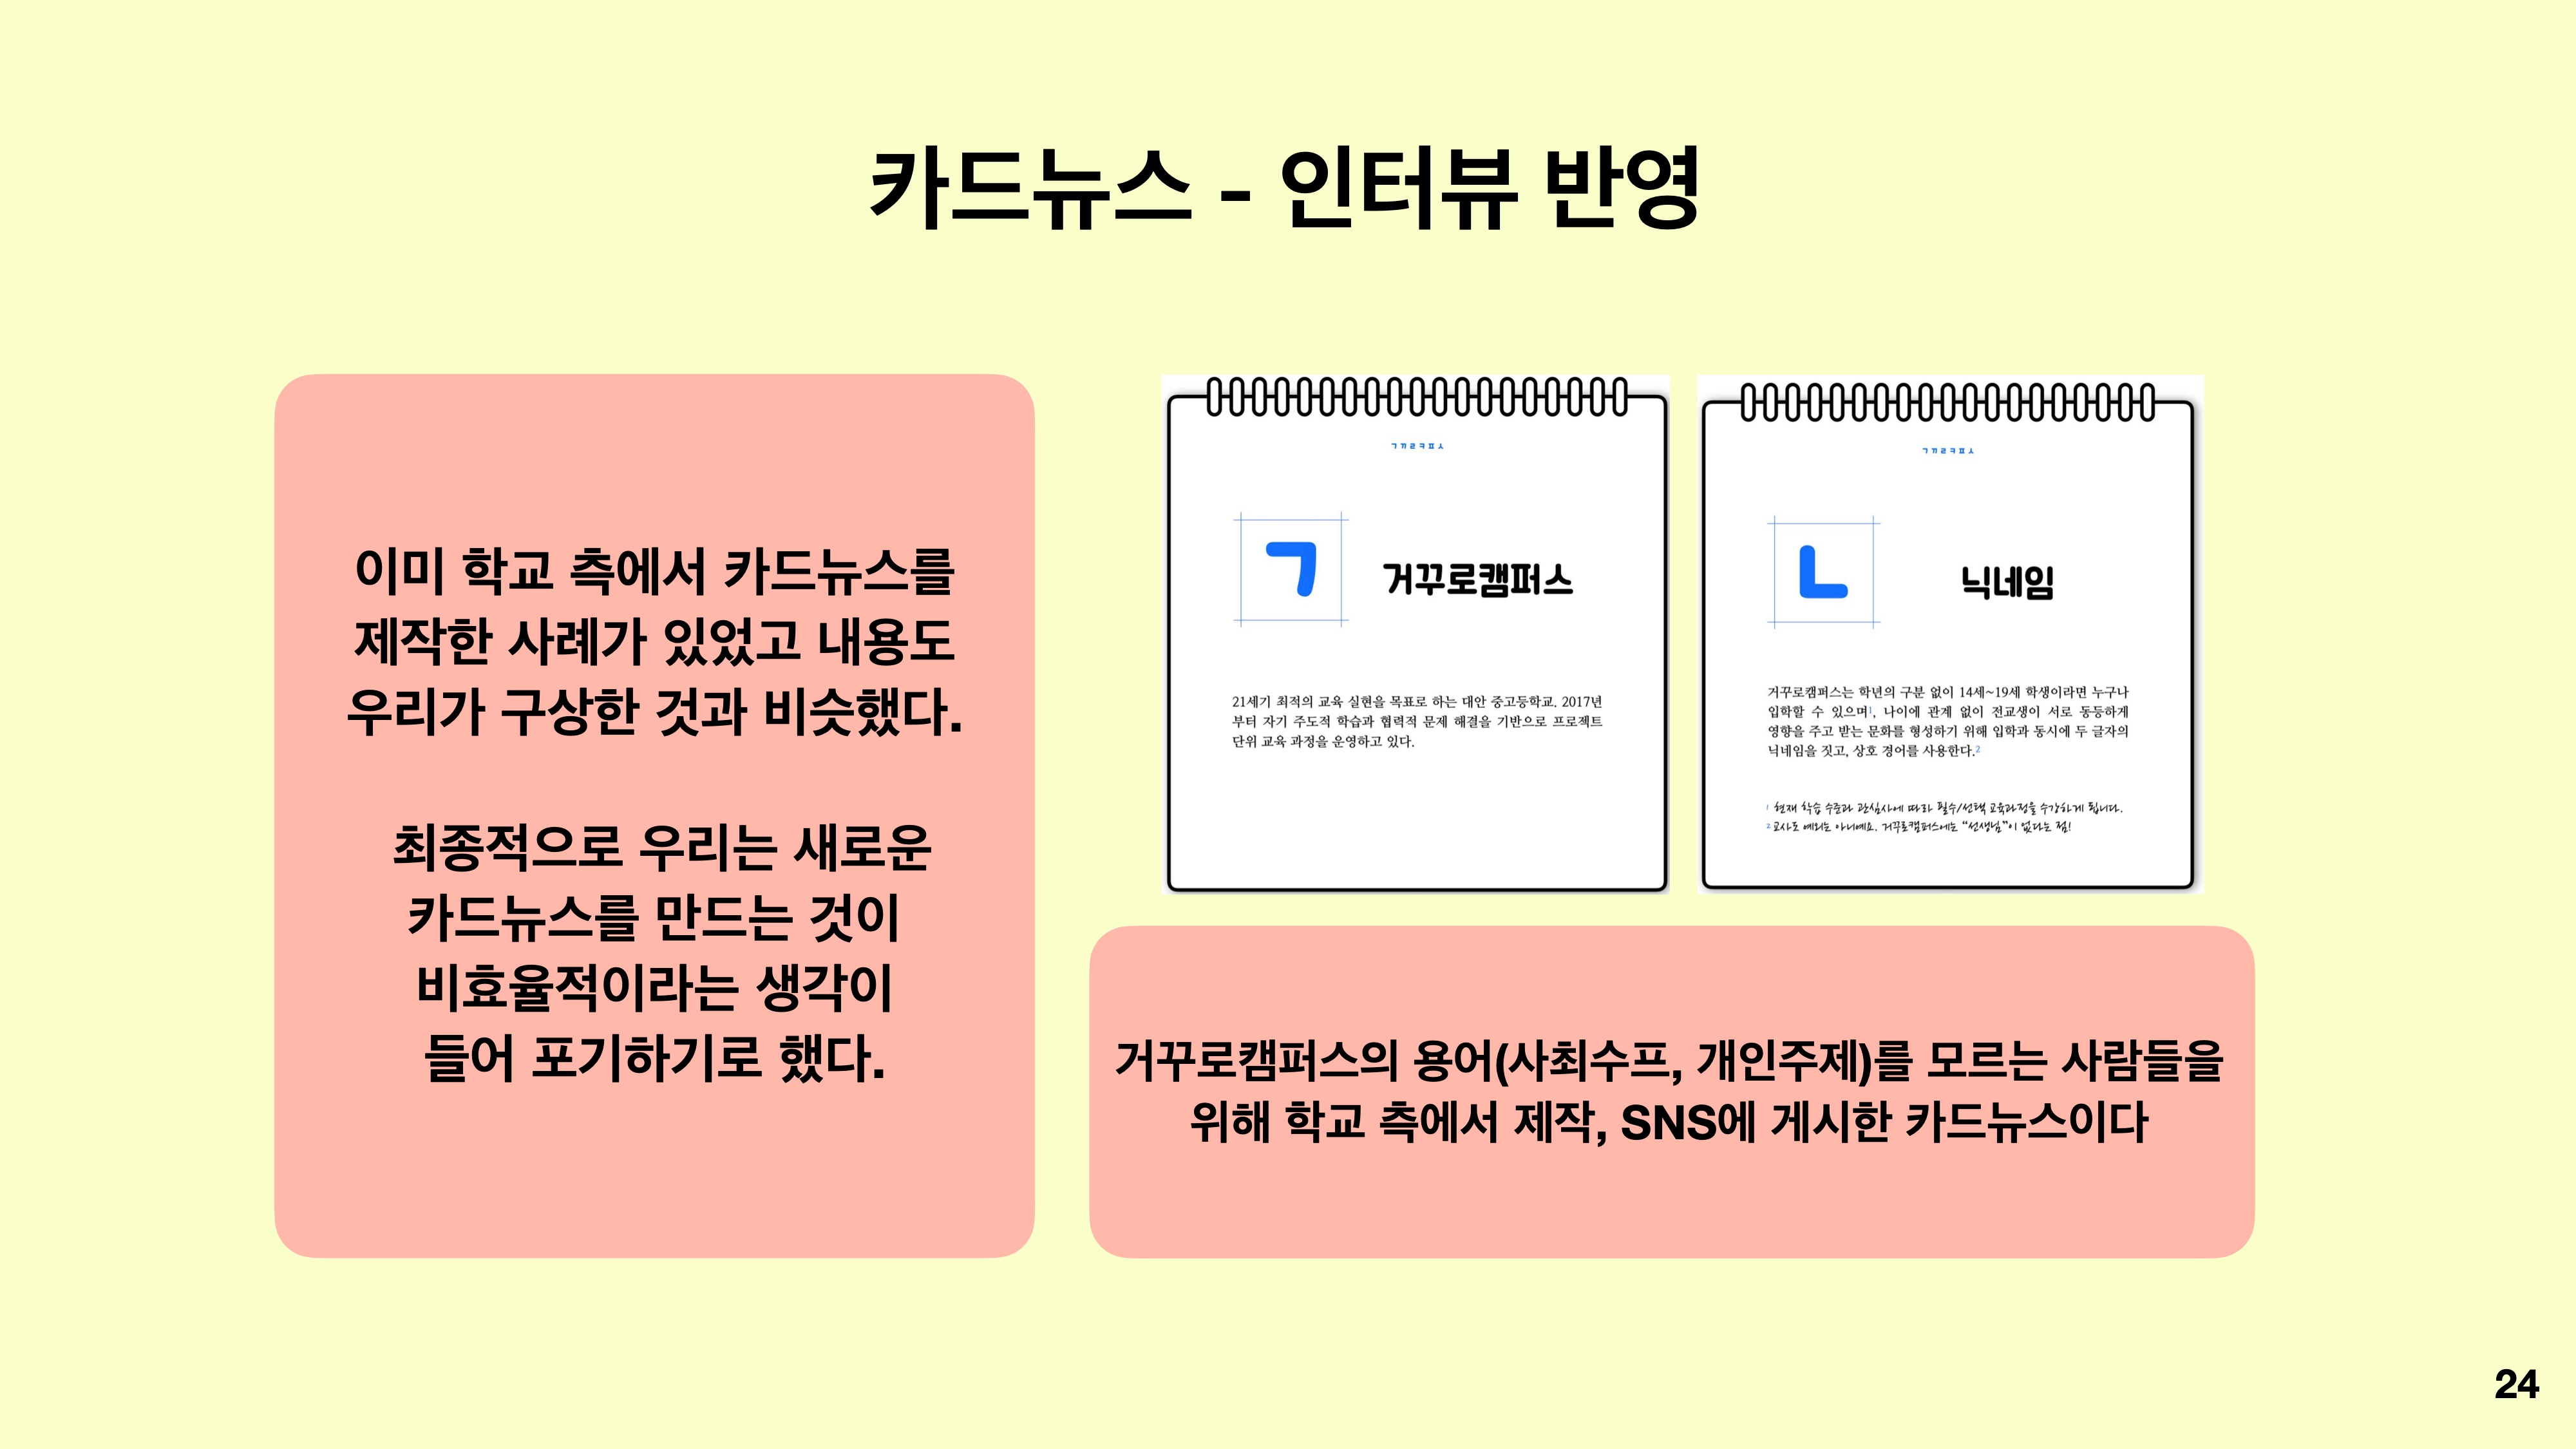 카드뉴스 - 인터뷰 반영
이미 학교 측에서 카드뉴스를
제작한 사례가 있었고 내용도
우리가 구상한 것과 비슷했다.
최종적으로 우리는 새로운
카드뉴스를 만드는 것이
비효율적이라는 생각이
들어 포기하기로 했다.
ㄱㄲㄹㅋㅍㅅ
ㄱ
거꾸로캠퍼스
21세기 최적의 교육 실현을 목표로 하는 대안 중고등학교. 2017년
부터 자기 주도적 학습과 협력적 문제 해결을 기반으로 프로젝트
단위 교육 과정을 운영하고 있다.
ㄱㄲㄹㅋㅍㅅ
ㄴ
닉네임
거꾸로캠퍼스는 학년의 구분 없이 14세~19세 학생이라면 누구나
입학할 수 있으며1, 나이에 관계 없이 전교생이 서로 동등하게
영향을 주고 받는 문화를 형성하기 위해 입학과 동시에 두 글자의
닉네임을 짓고, 상호 경어를 사용한다.2
1 현재 학습 수준과 관심사에 따라 필수/선택 교육과정을 수강하게 됩니다.
2 교사도 예외는 아니에요. 거꾸로캠퍼스에는 “선생님”이 없다는 점!
거꾸로캠퍼스의 용어(사최수프, 개인주제)를 모르는 사람들을
위해 학교 측에서 제작, SNS에 게시한 카드뉴스이다
24